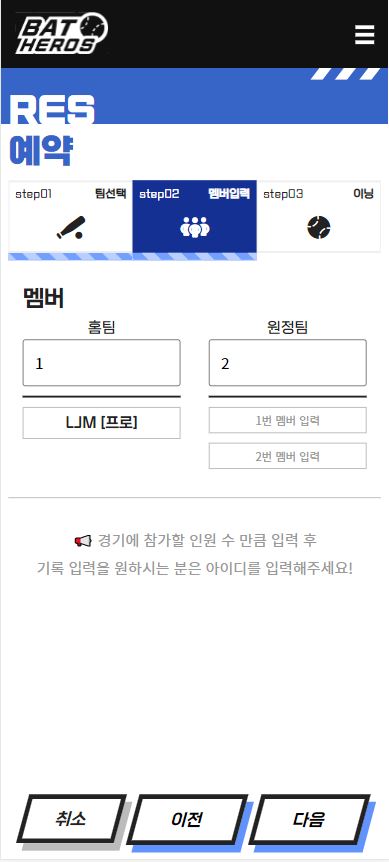 BAT
HEROS
RES
예약
step01 팀선택
step02 멤버입력
step03 이닝
멤버
홈팀 원정팀
1 2
LJM [프로] 1번 멤버 입력
2번 멤버 입력
경기에 참가할 인원 수 만큼 입력 후
기록 입력을 원하시는 분은 아이디를 입력해주세요!
취소 이전 다음